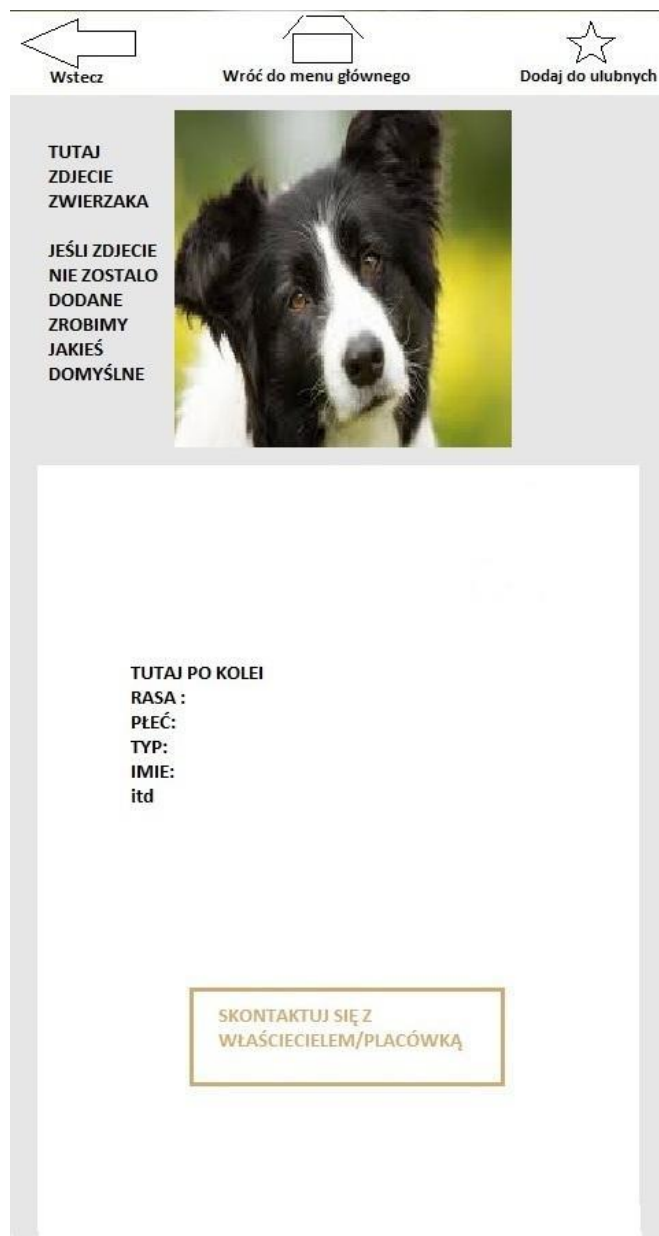 Wstecz
Wróć do menu głównego
Dodaj do ulubnych
TUTAJ
ZDJECIE
ZWIERZAKA
JEŚLI ZDJECIE
NIE ZOSTALO
DODANE
ZROBIMY
JAKIEŚ
DOMYŚLNE
TUTAJ PO KOLEI
RASA :
PŁEĆ:
TYP:
IMIE:
itd
SKONTAKTUJ SIĘ Z
WŁAŚCIECIELEM/PLACÓWKĄ